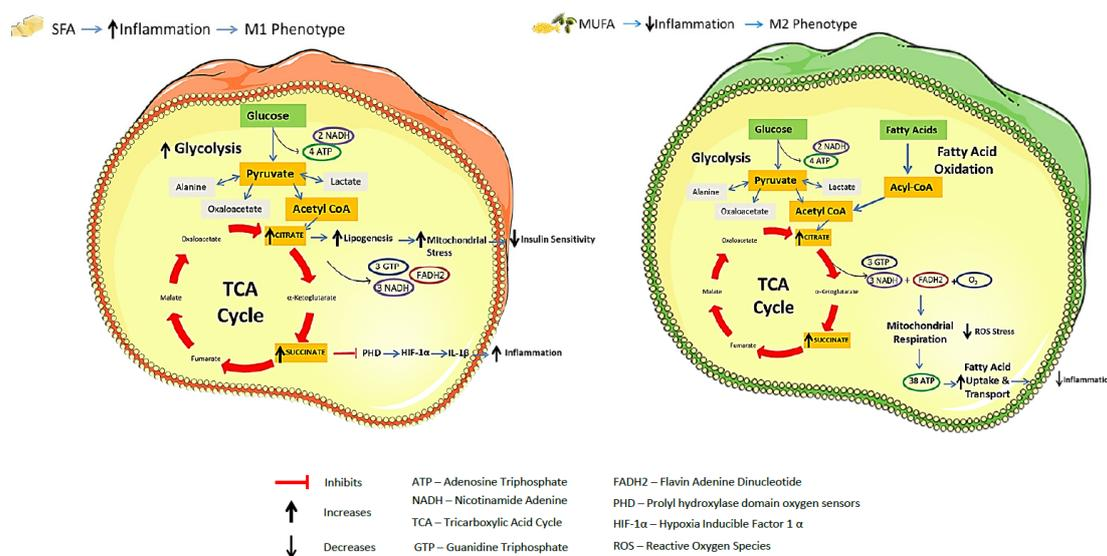 SFA → ↑Inflammation → M1 Phenotype
Glucose
2 NADH
4 ATP
↑ Glycolysis
Pyruvate
Alanine
Lactate
Oxaloacetate
Acetyl CoA
Oxaloacetate
↑CITRATE → ↑Lipogenesis → ↑Mitochondrial Stress → ↓Insulin Sensitivity
3 GTP
FADH2
3 NADH
TCA
Cycle
Malate
α-Ketoglutarate
Fumarate
↑SUCCINATE
PHD → HIF-1α → IL-1β → ↑ Inflammation
MUFA → ↓Inflammation → M2 Phenotype
Glucose
Fatty Acids
2 NADH
4 ATP
Glycolysis
Fatty Acid
Oxidation
Pyruvate
Acyl-CoA
Alanine
Lactate
Oxaloacetate
Acetyl CoA
Oxaloacetate
↑CITRATE
3 GTP
3 NADH + FADH2 + O₂
TCA
Cycle
Malate
α-Ketoglutarate
Mitochondrial
Respiration
↓ ROS Stress
Fumarate
↑SUCCINATE
38 ATP → ↑Fatty Acid
Uptake &
Transport
↓Inflammatio
Inhibits
Increases
Decreases
ATP – Adenosine Triphosphate
NADH – Nicotinamide Adenine
TCA – Tricarboxylic Acid Cycle
GTP – Guanidine Triphosphate
FADH2 – Flavin Adenine Dinucleotide
PHD – Prolyl hydroxylase domain oxygen sensors
HIF-1α – Hypoxia Inducible Factor 1 α
ROS – Reactive Oxygen Species